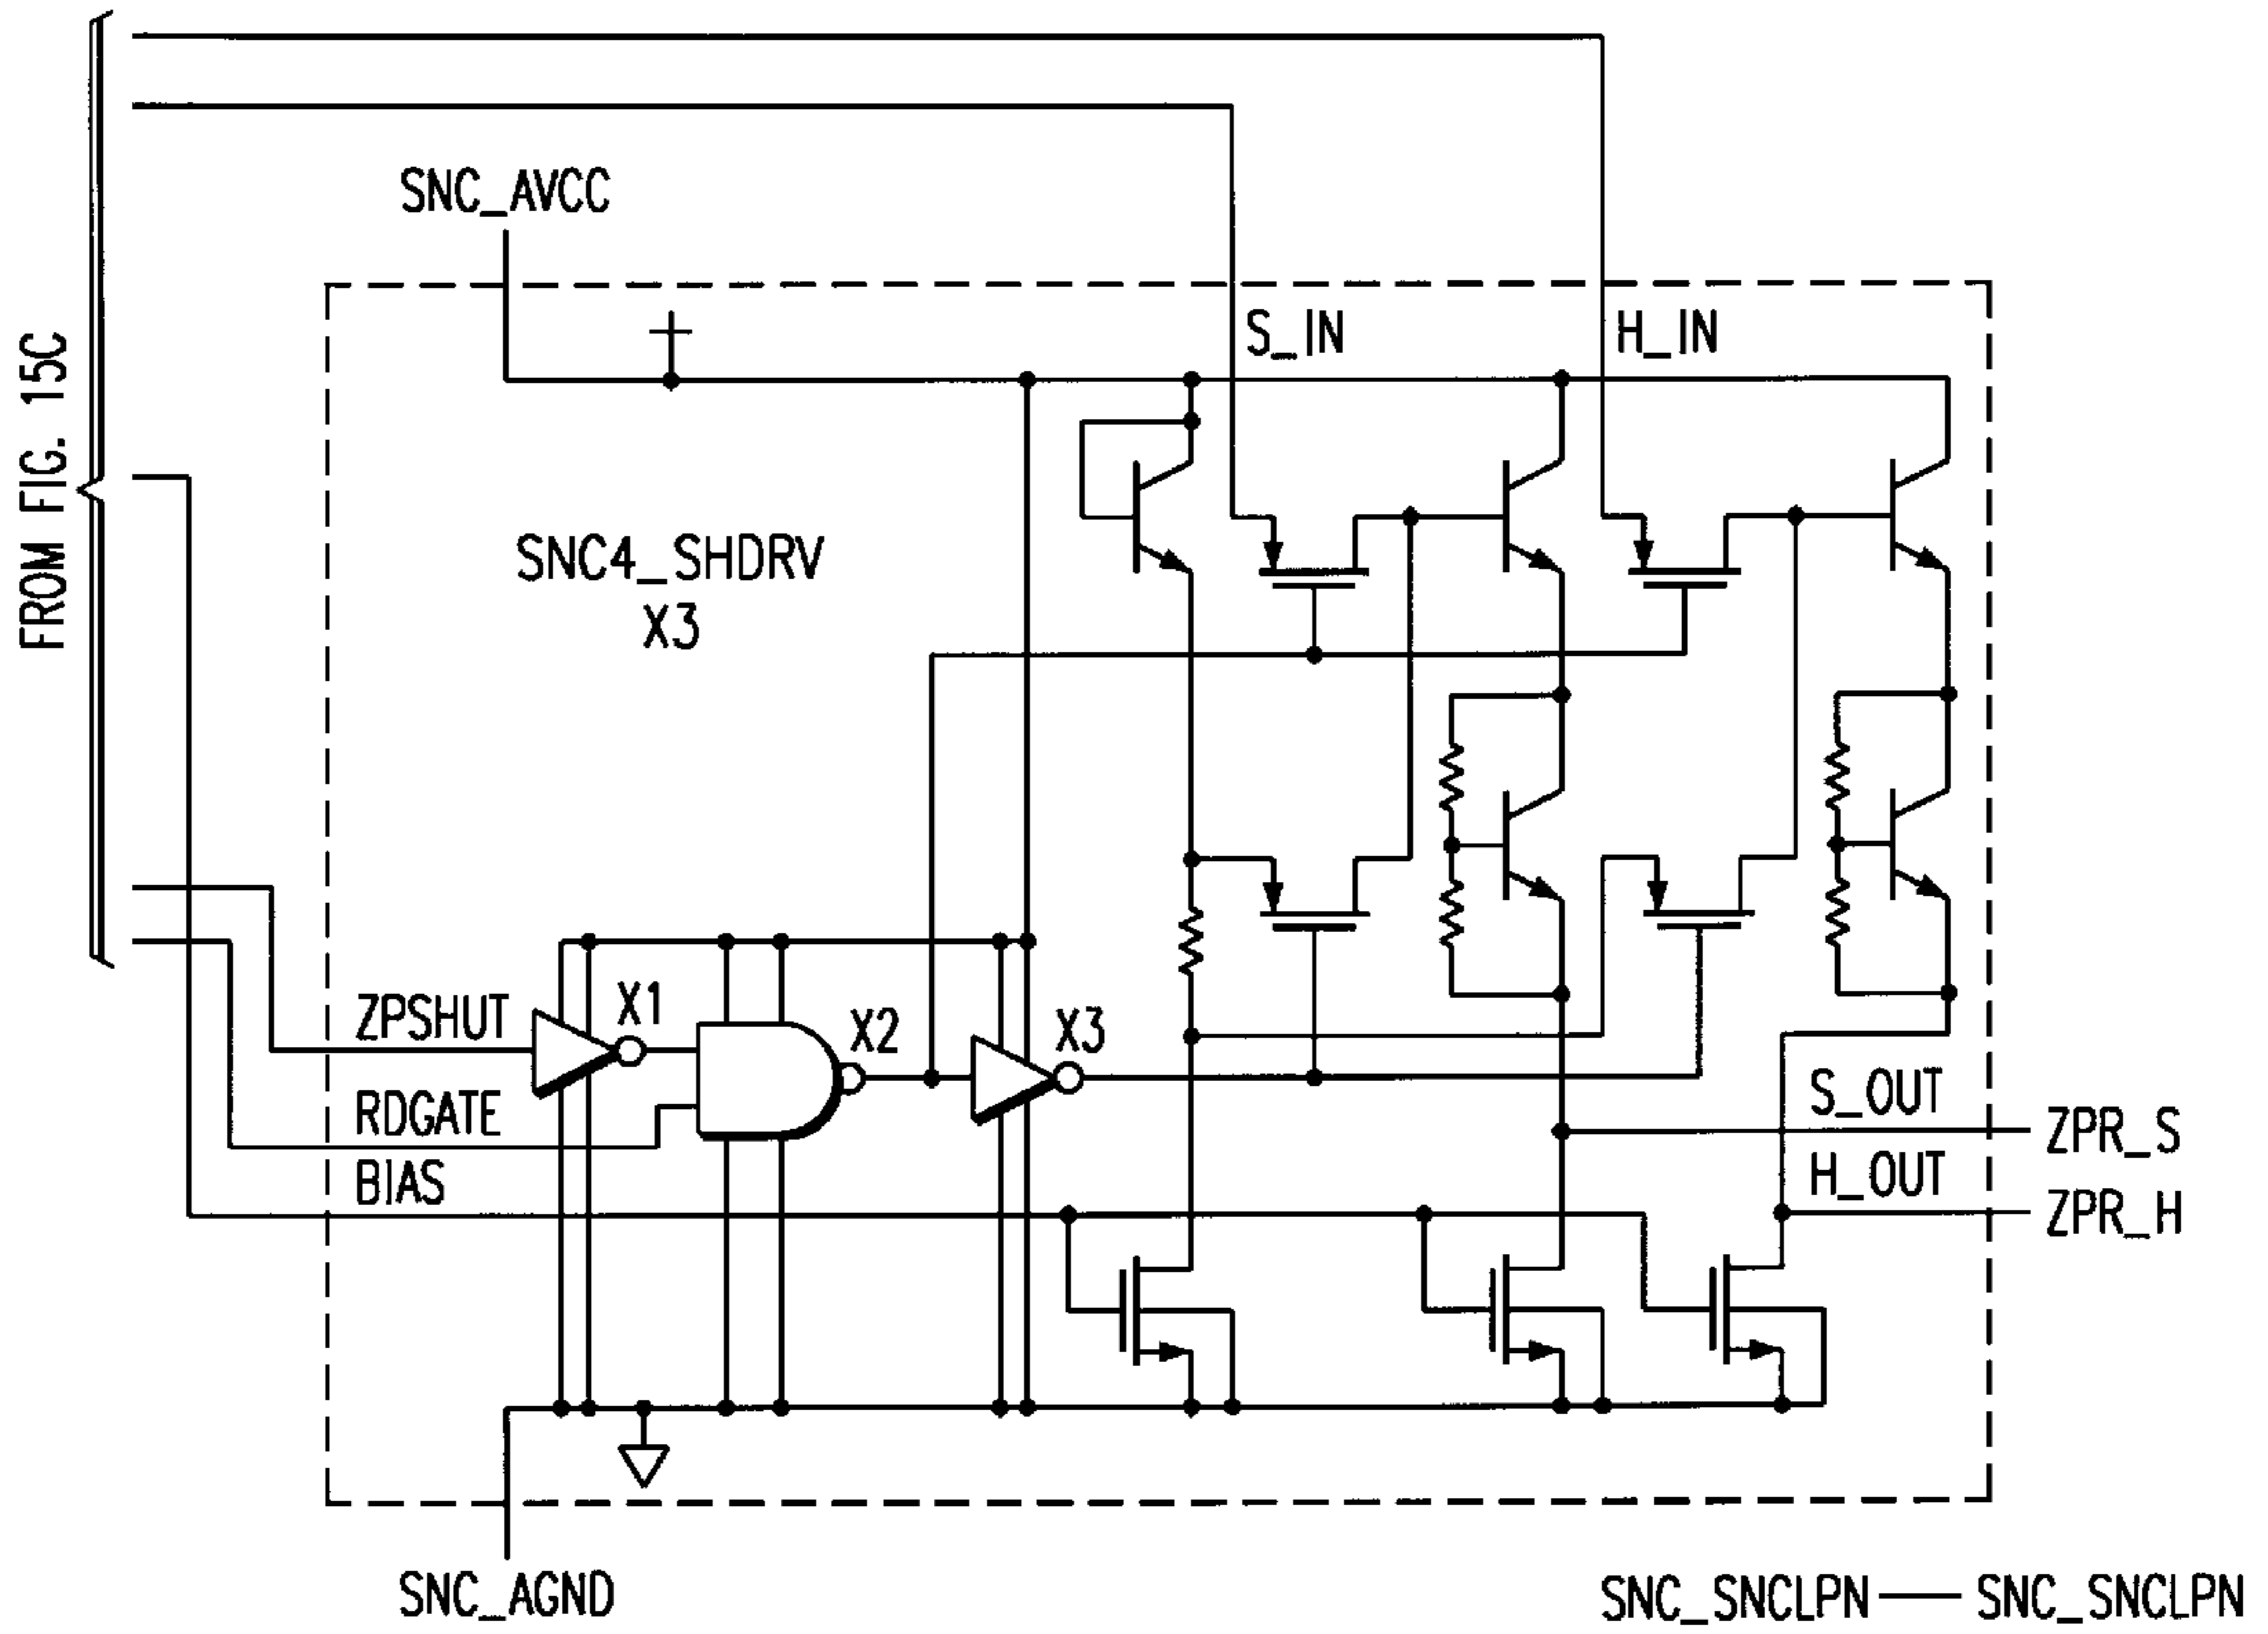 FROM FIG. 15C
SNC_AVCC
S_IN
H_IN
SNC4_SHDRV
X3
ZPSHUT
X1
X2
X3
RDGATE
BIAS
S_OUT
ZPR_S
H_OUT
ZPR_H
SNC_AGND
SNC_SNCLPN — SNC_SNCLPN